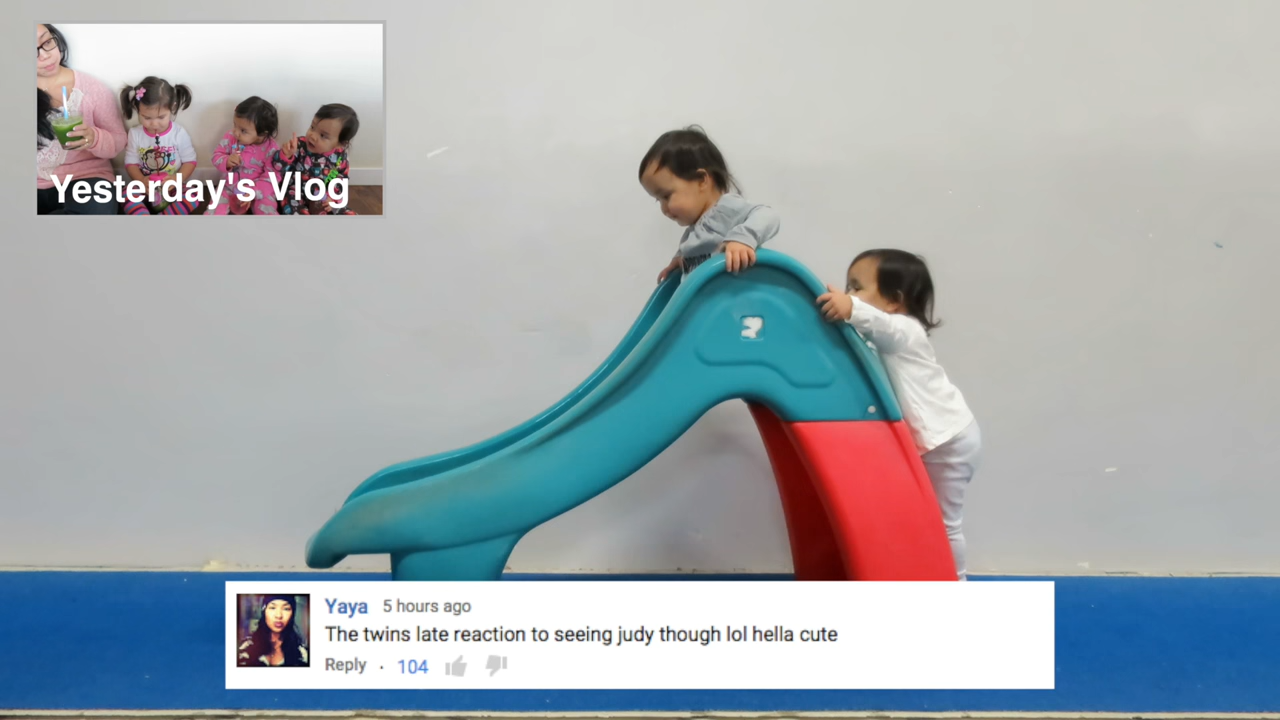 Yesterday's Vlog
Yaya 5 hours ago
The twins late reaction to seeing judy though lol hella cute
Reply · 104